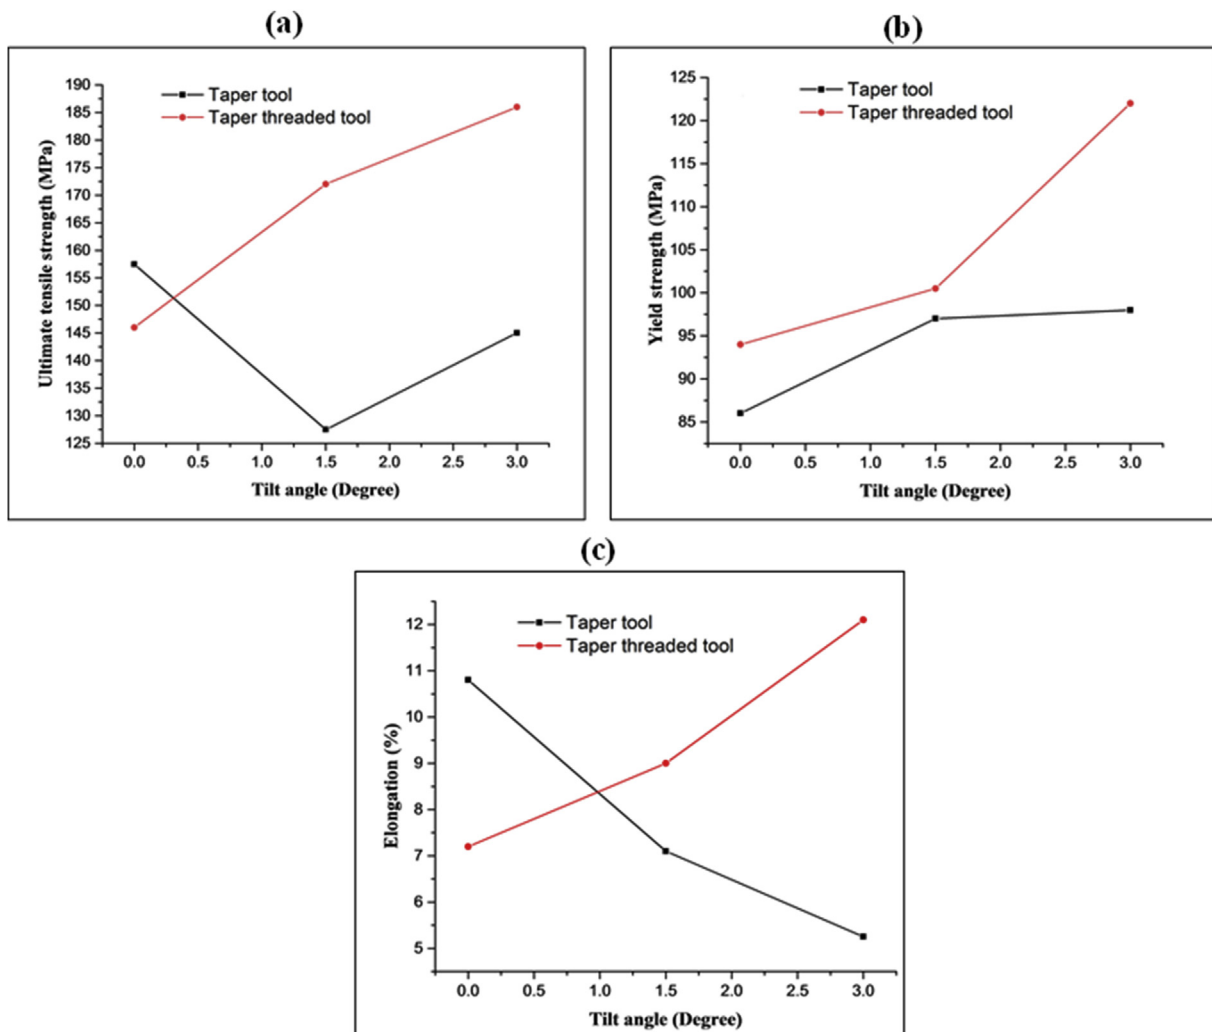 (a)
190
185
180
175
170
165
160
155
150
145
140
135
130
125
Ultimate tensile strength (MPa)
Taper tool
Taper threaded tool
0.0 0.5 1.0 1.5 2.0 2.5 3.0
Tilt angle (Degree)
(b)
125
120
115
110
105
100
95
90
85
Yield strength (MPa)
Taper tool
Taper threaded tool
0.0 0.5 1.0 1.5 2.0 2.5 3.0
Tilt angle (Degree)
(c)
12
11
10
9
8
7
6
5
Elongation (%)
Taper tool
Taper threaded tool
0.0 0.5 1.0 1.5 2.0 2.5 3.0
Tilt angle (Degree)